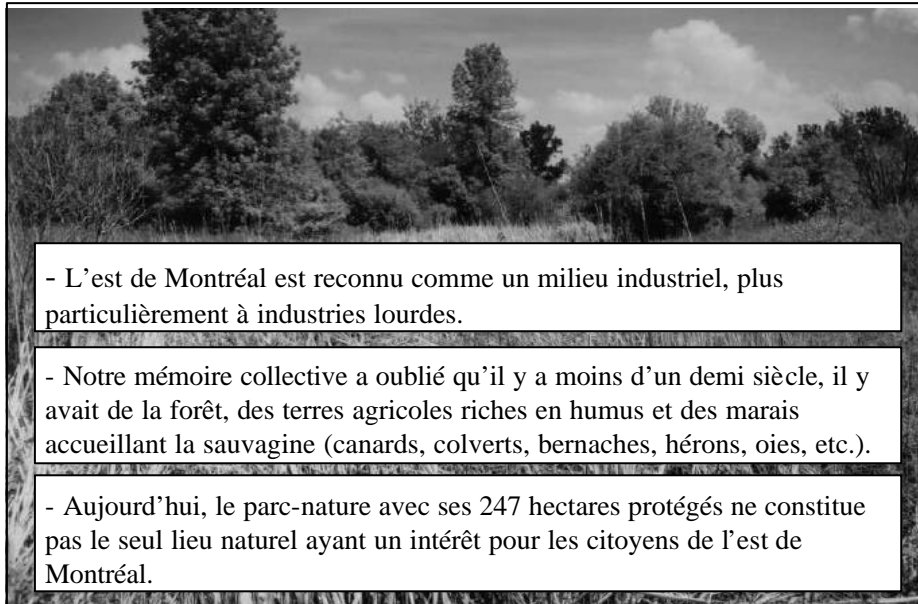 - L'est de Montréal est reconnu comme un milieu industriel, plus
particulièrement à industries lourdes.
- Notre mémoire collective a oublié qu'il y a moins d'un demi siècle, il y
avait de la forêt, des terres agricoles riches en humus et des marais
accueillant la sauvagine (canards, colverts, bernaches, hérons, oies, etc.).
- Aujourd'hui, le parc-nature avec ses 247 hectares protégés ne constitue
pas le seul lieu naturel ayant un intérêt pour les citoyens de l'est de
Montréal.